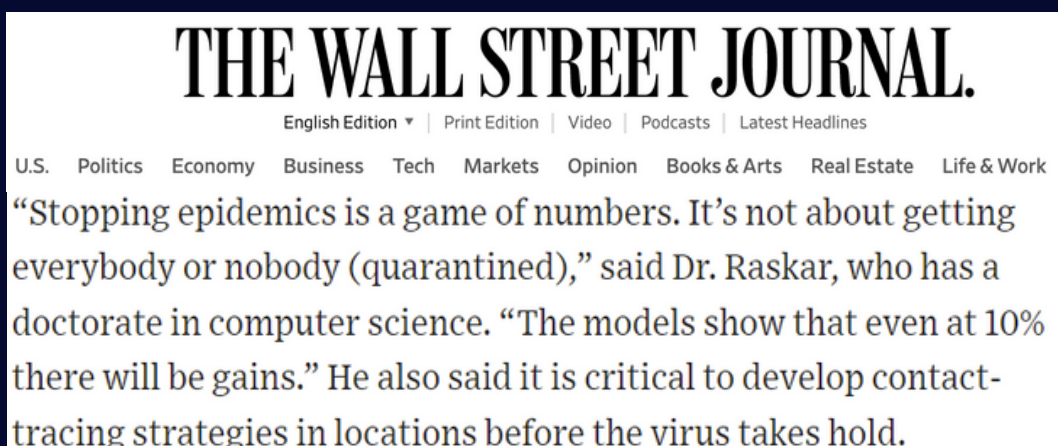 THE WALL STREET JOURNAL.
English Edition ▾ | Print Edition | Video | Podcasts | Latest Headlines
U.S. Politics Economy Business Tech Markets Opinion Books & Arts Real Estate Life & Work
“Stopping epidemics is a game of numbers. It’s not about getting
everybody or nobody (quarantined),” said Dr. Raskar, who has a
doctorate in computer science. “The models show that even at 10%
there will be gains.” He also said it is critical to develop contact-
tracing strategies in locations before the virus takes hold.